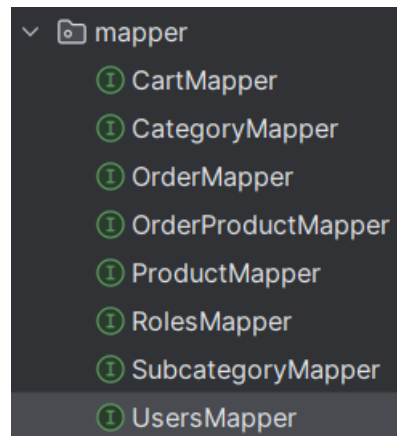 mapper
CartMapper
CategoryMapper
OrderMapper
OrderProductMapper
ProductMapper
RolesMapper
SubcategoryMapper
UsersMapper